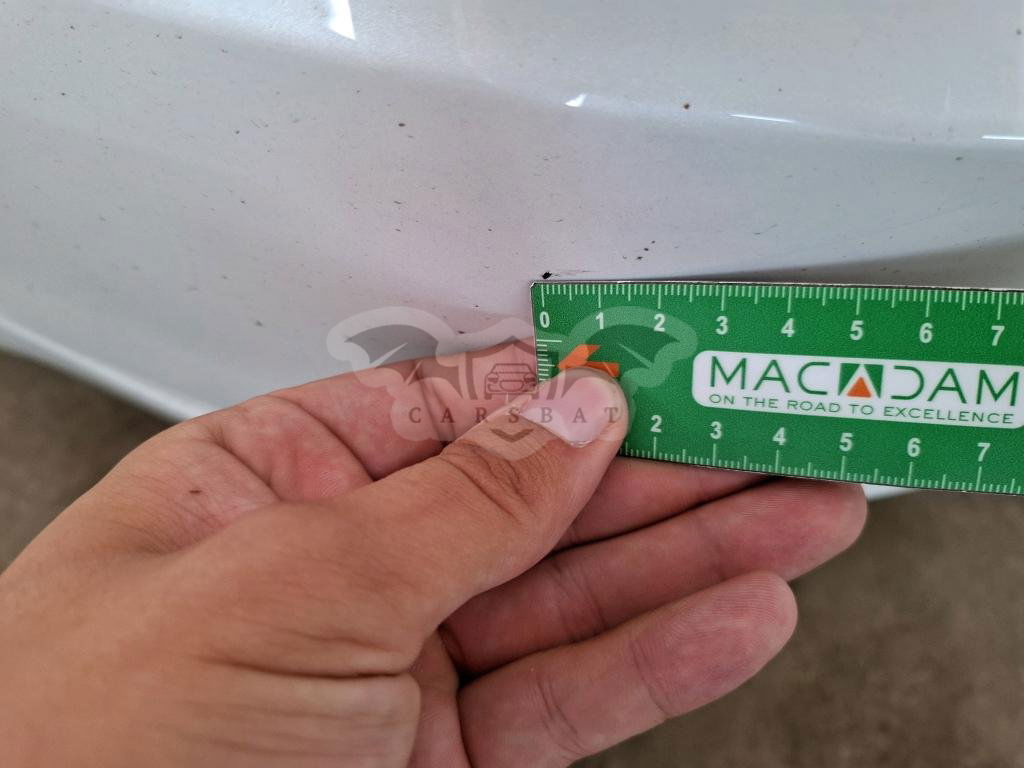 0 1 2 3 4 5 6 7
MACADAM
ON THE ROAD TO EXCELLENCE
CARSBAT
2 3 4 5 6 7